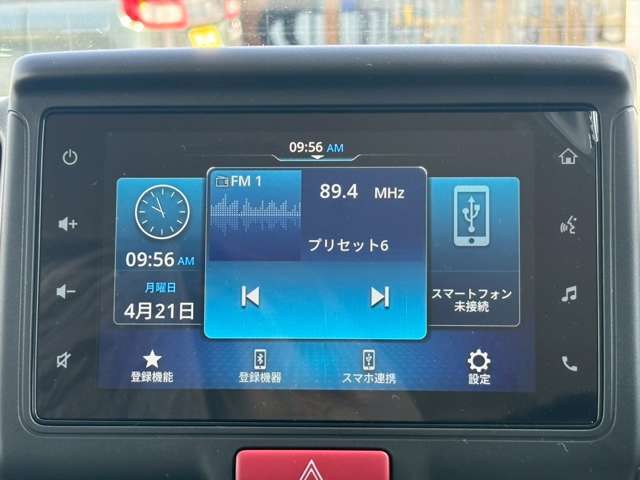 09:56 AM
FM 1
89.4 MHz
プリセット6
09:56 AM
月曜日
4月21日
スマートフォン
未接続
登録機能
登録機器
スマホ連携
設定